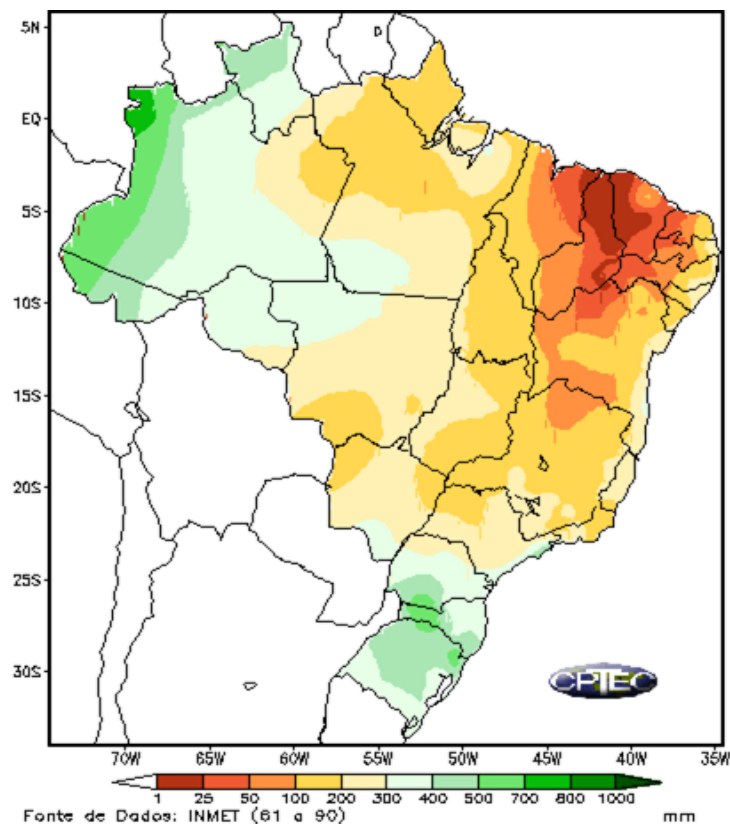 5N
EQ
5S
10S
15S
20S
25S
30S
CPTEC
70W 65W 60W 55W 50W 45W 40W 35W
1 25 50 100 200 300 400 500 700 800 1000
Fonte de Dados: INMET (61 a 90) mm